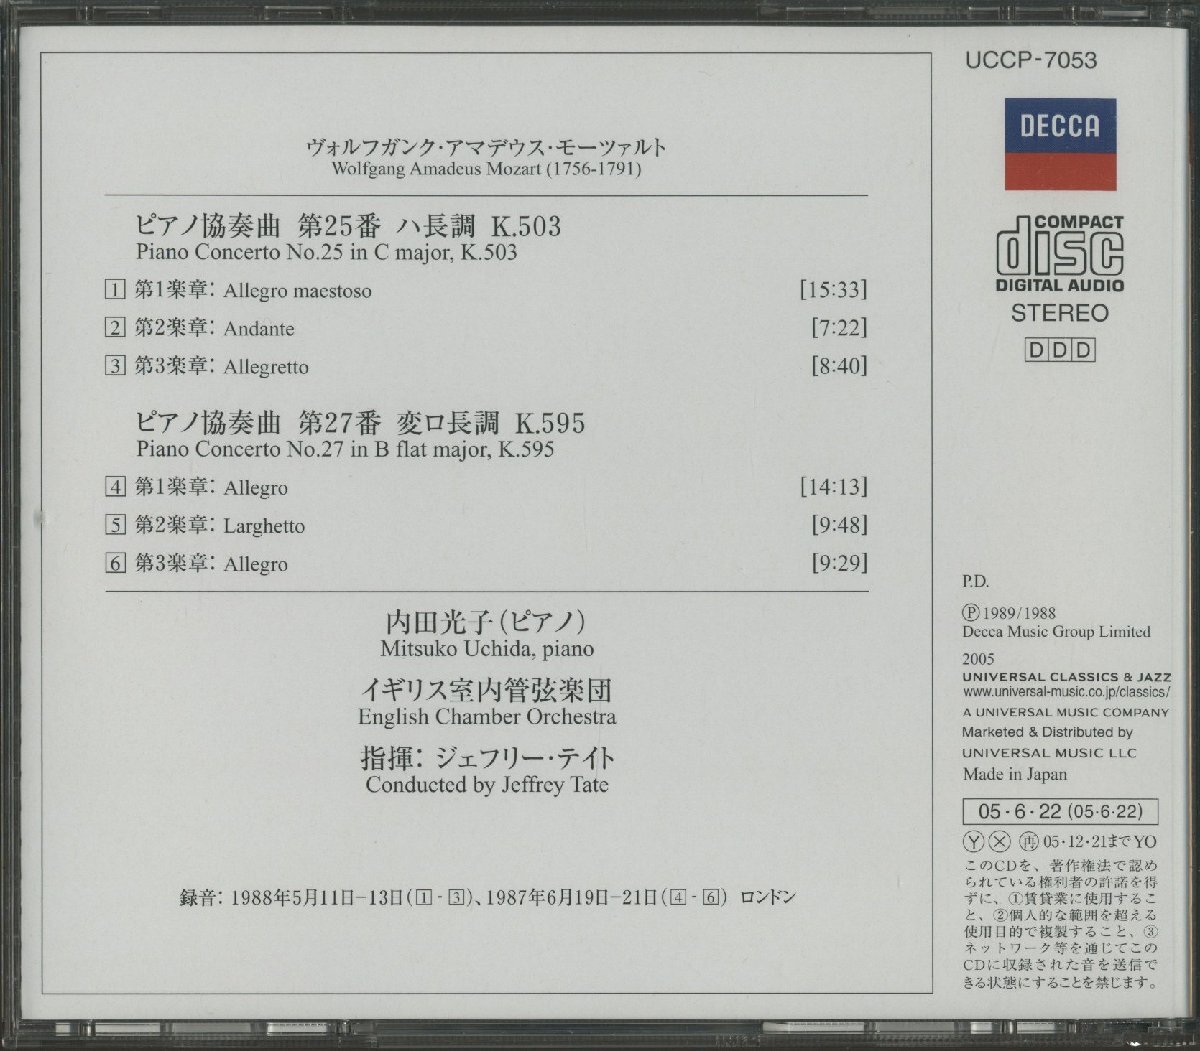 ヴォルフガンク・アマデウス・モーツァルト
Wolfgang Amadeus Mozart (1756-1791)
ピアノ協奏曲 第25番 ハ長調 K.503
Piano Concerto No.25 in C major, K.503
1 第1楽章: Allegro maestoso [15:33]
2 第2楽章: Andante [7:22]
3 第3楽章: Allegretto [8:40]
ピアノ協奏曲 第27番 変ロ長調 K.595
Piano Concerto No.27 in B flat major, K.595
4 第1楽章: Allegro [14:13]
5 第2楽章: Larghetto [9:48]
6 第3楽章: Allegro [9:29]
内田光子(ピアノ)
Mitsuko Uchida, piano
イギリス室内管弦楽団
English Chamber Orchestra
指揮: ジェフリー・テイト
Conducted by Jeffrey Tate
録音: 1988年5月11日-13日(1-3)、1987年6月19日-21日(4-6) ロンドン
UCCP-7053
DECCA
COMPACT
disc
DIGITAL AUDIO
STEREO
DDD
P.D.
Ⓟ1989/1988
Decca Music Group Limited
2005
UNIVERSAL CLASSICS & JAZZ
www.universal-music.co.jp/classics/
A UNIVERSAL MUSIC COMPANY
Marketed & Distributed by
UNIVERSAL MUSIC LLC
Made in Japan
05・6・22 (05・6・22)
Ⓨ Ⓧ 再 05・12・21まで YO
このCDを、著作権法で認め
られている権利者の許諾を得
ずに、①賃貸業に使用するこ
と、②個人的な範囲を超える
使用目的で複製すること、③
ネットワーク等を通じてこの
CDに収録された音を送信で
きる状態にすることを禁じます。